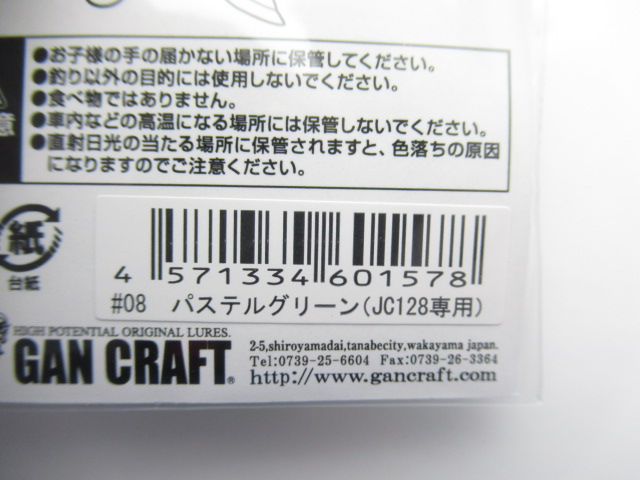 ●お子様の手の届かない場所に保管してください。
●釣り以外の目的には使用しないでください。
●食べ物ではありません。
●車内などの高温になる場所には保管しないでください。
●直射日光の当たる場所に保管されますと、色落ちの原因
になりますのでご注意ください。
意
紙
台紙
4 571334 601578
#08 パステルグリーン(JC128専用)
HIGH POTENTIAL ORIGINAL LURES.
GAN CRAFT®
2-5,shiroyamadai,tanabecity,wakayama japan.
Tel:0739-25-6604 Fax:0739-26-3364
http://www.gancraft.com